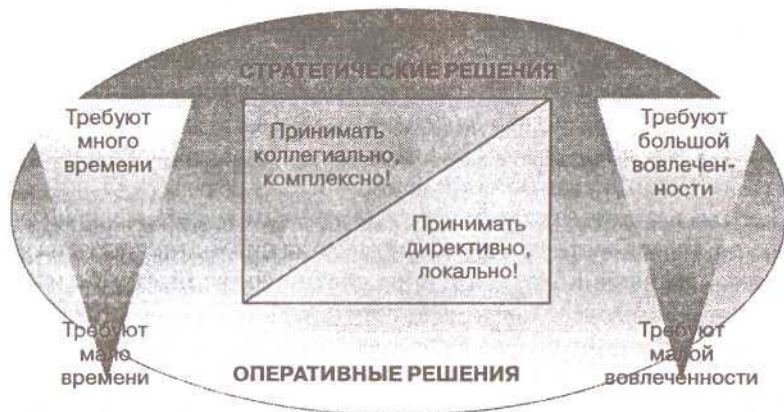 СТРАТЕГИЧЕСКИЕ РЕШЕНИЯ
Требуют
много
времени
Принимать
коллегиально,
комплексно!
Требуют
большой
вовлечен-
ности
Принимать
директивно,
локально!
Требуют
мало
времени
ОПЕРАТИВНЫЕ РЕШЕНИЯ
Требуют
малой
вовлеченности